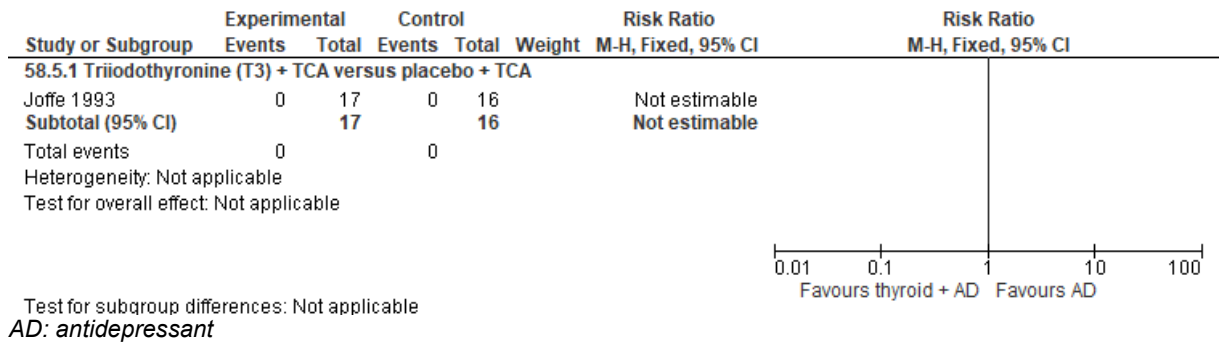 Experimental Control Risk Ratio Risk Ratio
Study or Subgroup Events Total Events Total Weight M-H, Fixed, 95% CI M-H, Fixed, 95% CI
58.5.1 Triiodothyronine (T3) + TCA versus placebo + TCA
Joffe 1993 0 17 0 16 Not estimable
Subtotal (95% CI) 17 16 Not estimable
Total events 0 0
Heterogeneity: Not applicable
Test for overall effect: Not applicable
0.01 0.1 1 10 100
Favours thyroid + AD Favours AD
Test for subgroup differences: Not applicable
AD: antidepressant